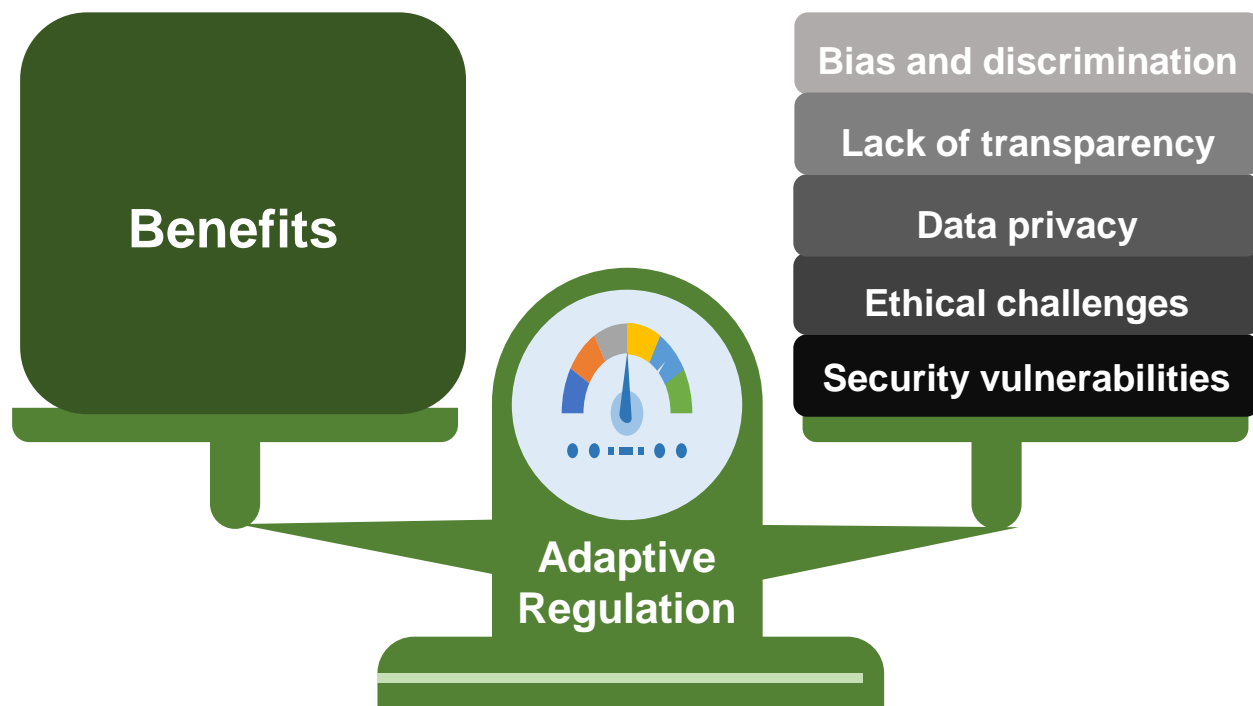 Benefits
Bias and discrimination
Lack of transparency
Data privacy
Ethical challenges
Security vulnerabilities
Adaptive
Regulation